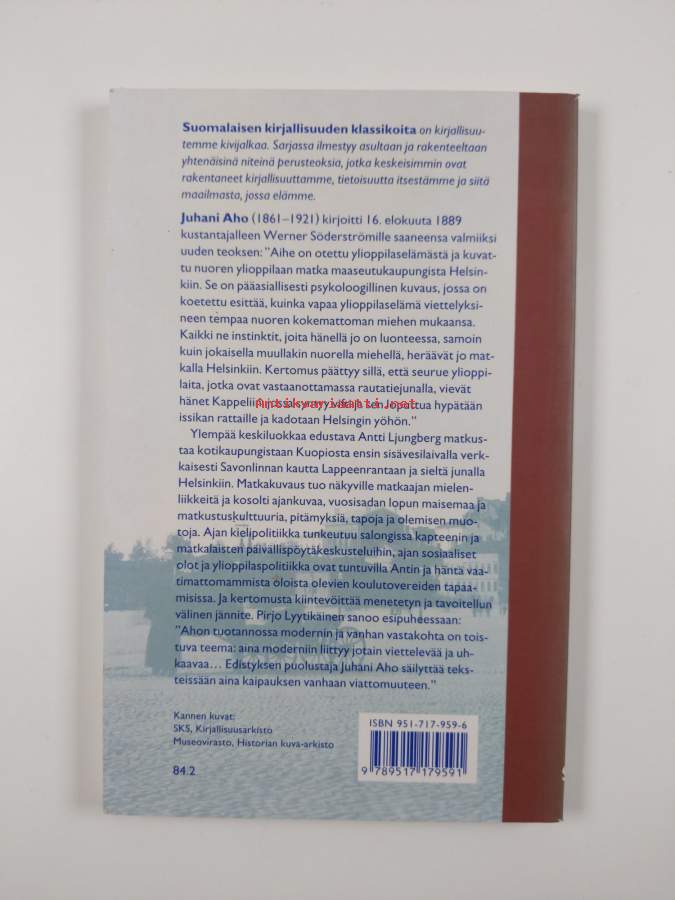 Suomalaisen kirjallisuuden klassikoita on kirjallisuu-
temme kivijalkaa. Sarjassa ilmestyy asultaan ja rakenteeltaan
yhtenäisinä niteinä perusteoksia, jotka keskeisimmin ovat
rakentaneet kirjallisuuttamme, tietoisuutta itsestämme ja siitä
maailmasta, jossa elämme.
Juhani Aho (1861–1921) kirjoitti 16. elokuuta 1889
kustantajalleen Werner Söderströmille saaneensa valmiiksi
uuden teoksen: "Aihe on otettu ylioppilaselämästä ja kuvat-
tu nuoren ylioppilaan matka maaseutukaupungista Helsin-
kiin. Se on pääasiallisesti psykoloogillinen kuvaus, jossa on
koetettu esittää, kuinka vapaa ylioppilaselämä viettelyksi-
neen tempaa nuoren kokemattoman miehen mukaansa.
Kaikki ne instinktit, joita hänellä jo on luonteessa, samoin
kuin jokaisella muullakin nuorella miehellä, heräävät jo mat-
kalla Helsinkiin. Kertomus päättyy sillä, että seurue ylioppi-
laita, jotka ovat vastaanottamassa rautatiejunalla, vievät
hänet Kappeliin, jossa syntyy väkijä sen loputtua hypätään
Antikvariaatti.net
issikan rattaille ja kadotaan Helsingin yöhön."
Ylempää keskiluokkaa edustava Antti Ljungberg matkus-
taa kotikaupungistaan Kuopiosta ensin sisävesilaivalla verk-
kaisesti Savonlinnan kautta Lappeenrantaan ja sieltä junalla
Helsinkiin. Matkakuvaus tuo näkyville matkaajan mielen-
liikkeitä ja kosolti ajankuvaa, vuosisadan lopun maisemaa ja
matkustuskulttuuria, pitämyksiä, tapoja ja olemisen muo-
toja. Ajan kielipolitiikka tunkeutuu salongissa kapteenin ja
matkalaisten päivällispöytäkeskusteluihin, ajan sosiaaliset
olot ja ylioppilaspolitiikka ovat tuntuvilla Antin ja häntä vaa-
timattomammista oloista olevien koulutovereiden tapaa-
misissa. Ja kertomusta kiintevöittää menetetyn ja tavoitellun
välinen jännite. Pirjo Lyytikäinen sanoo esipuheessaan:
"Ahon tuotannossa modernin ja vanhan vastakohta on tois-
tuva teema: aina moderniin liittyy jotain viettelevää ja uh-
kaavaa... Edistyksen puolustaja Juhani Aho säilyttää teks-
teissään aina kaipauksen vanhaan viattomuuteen."
Kannen kuvat:
SKS, Kirjallisuusarkisto
Museovirasto, Historian kuva-arkisto
84.2
ISBN 951-717-959-6
9 789517 179591